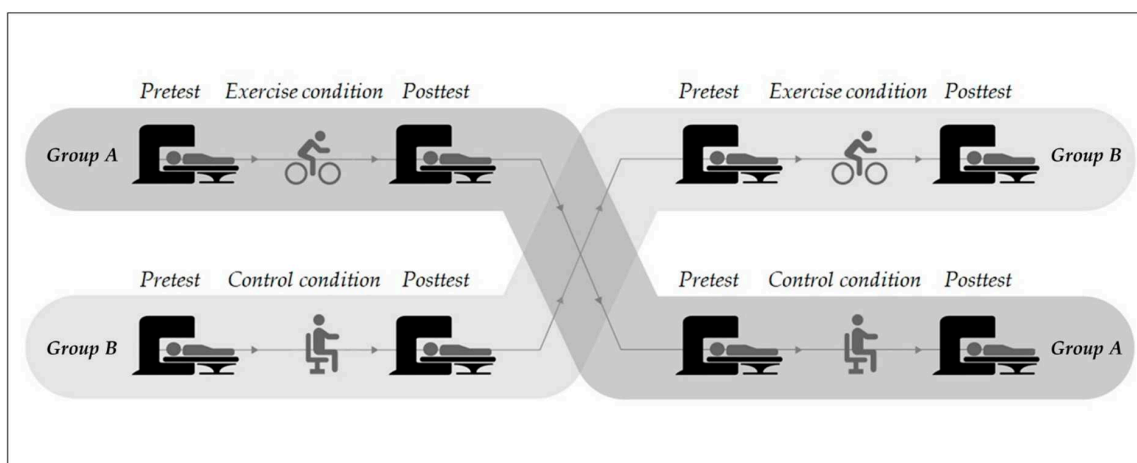 Pretest Exercise condition Posttest Pretest Exercise condition Posttest
Group A Group B
Pretest Control condition Posttest Pretest Control condition Posttest
Group B Group A